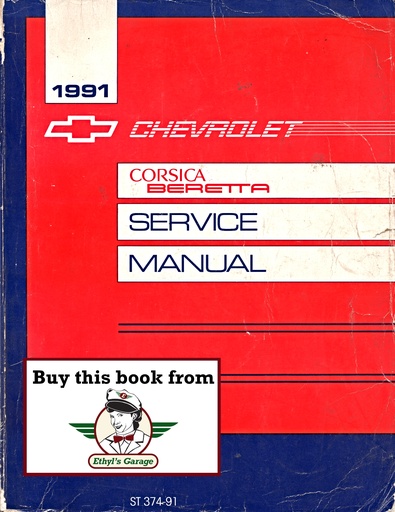 1991
CHEVROLET
CORSICA
BERETTA
SERVICE
MANUAL
Buy this book from
Ethyl's Garage
ST 374-91